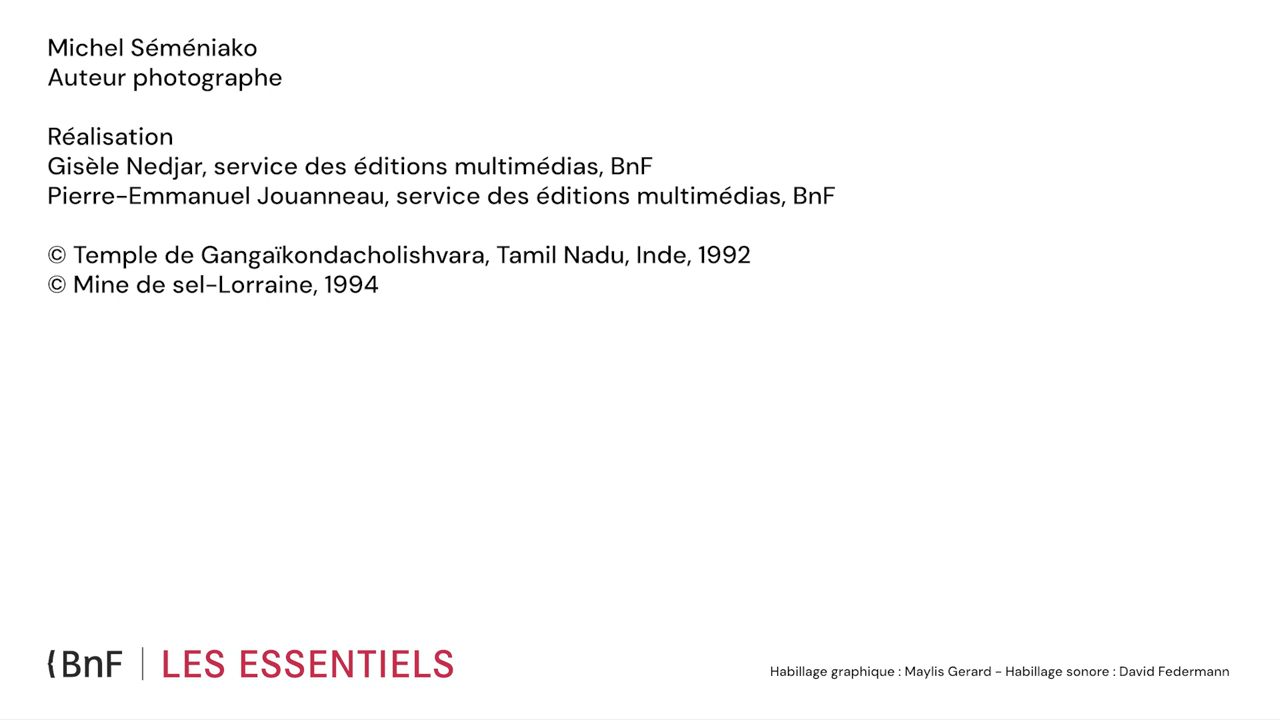 Michel Séméniako
Auteur photographe
Réalisation
Gisèle Nedjar, service des éditions multimédias, BnF
Pierre-Emmanuel Jouanneau, service des éditions multimédias, BnF
© Temple de Gangaïkondacholishvara, Tamil Nadu, Inde, 1992
© Mine de sel-Lorraine, 1994
BnF | LES ESSENTIELS
Habillage graphique : Maylis Gerard - Habillage sonore : David Federmann